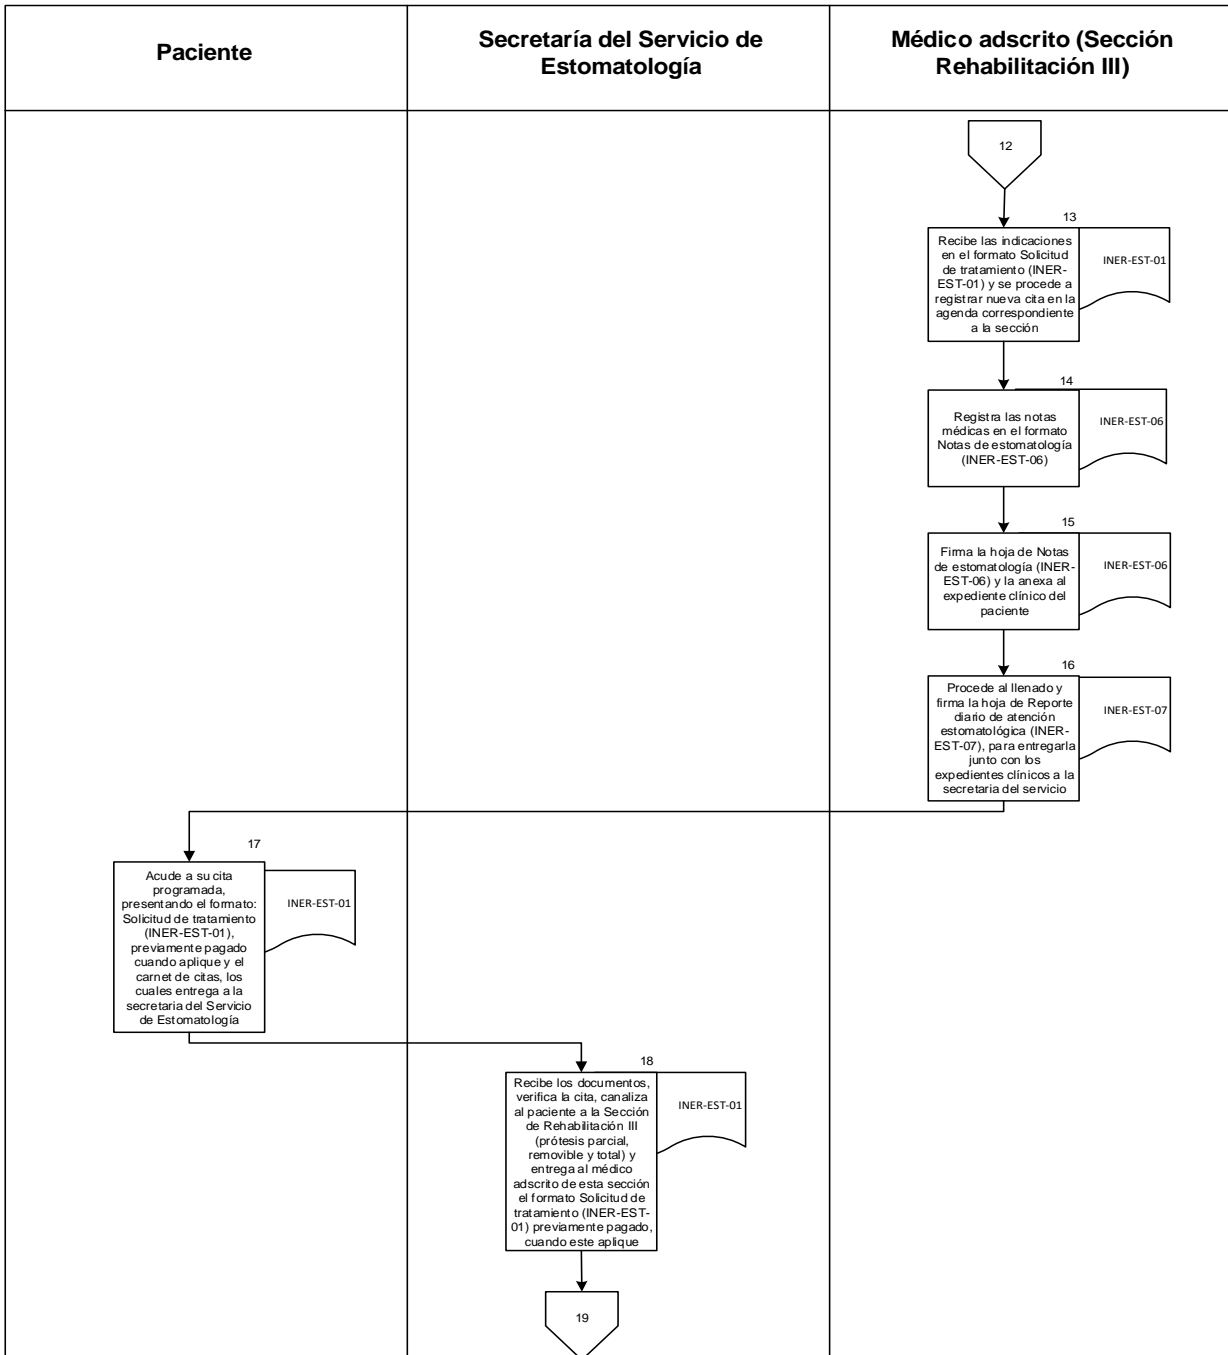 Paciente
Secretaría del Servicio de
Estomatología
Médico adscrito (Sección
Rehabilitación III)
12
13
Recibe las indicaciones
en el formato Solicitud
de tratamiento (INER-
EST-01) y se procede a
registrar nueva cita en la
agenda correspondiente
a la sección
INER-EST-01
14
Registra las notas
médicas en el formato
Notas de estomatología
(INER-EST-06)
INER-EST-06
15
Firma la hoja de Notas
de estomatología (INER-
EST-06) y la anexa al
expediente clínico del
paciente
INER-EST-06
16
Procede al llenado y
firma la hoja de Reporte
diario de atención
estomatológica (INER-
EST-07), para entregarla
junto con los
expedientes clínicos a la
secretaria del servicio
INER-EST-07
17
Acude a su cita
programada,
presentando el formato:
Solicitud de tratamiento
(INER-EST-01),
previamente pagado
cuando aplique y el
carnet de citas, los
cuales entrega a la
secretaria del Servicio
de Estomatología
INER-EST-01
18
Recibe los documentos,
verifica la cita, canaliza
al paciente a la Sección
de Rehabilitación III
(prótesis parcial,
removible y total) y
entrega al médico
adscrito de esta sección
el formato Solicitud de
tratamiento (INER-EST-
01) previamente pagado,
cuando este aplique
INER-EST-01
19